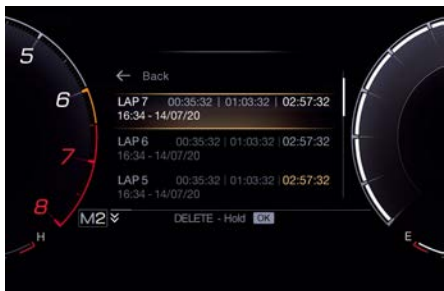 5
← Back
6
LAP 7 00:35:32 | 01:03:32 | 02:57:32
16:34 - 14/07/20
LAP 6 00:35:32 | 01:03:32 | 02:57:32
7
16:34 - 14/07/20
LAP 5 00:35:32 | 01:03:32 | 02:57:32
16:34 - 14/07/20
8
M2 DELETE - Hold OK
H
E